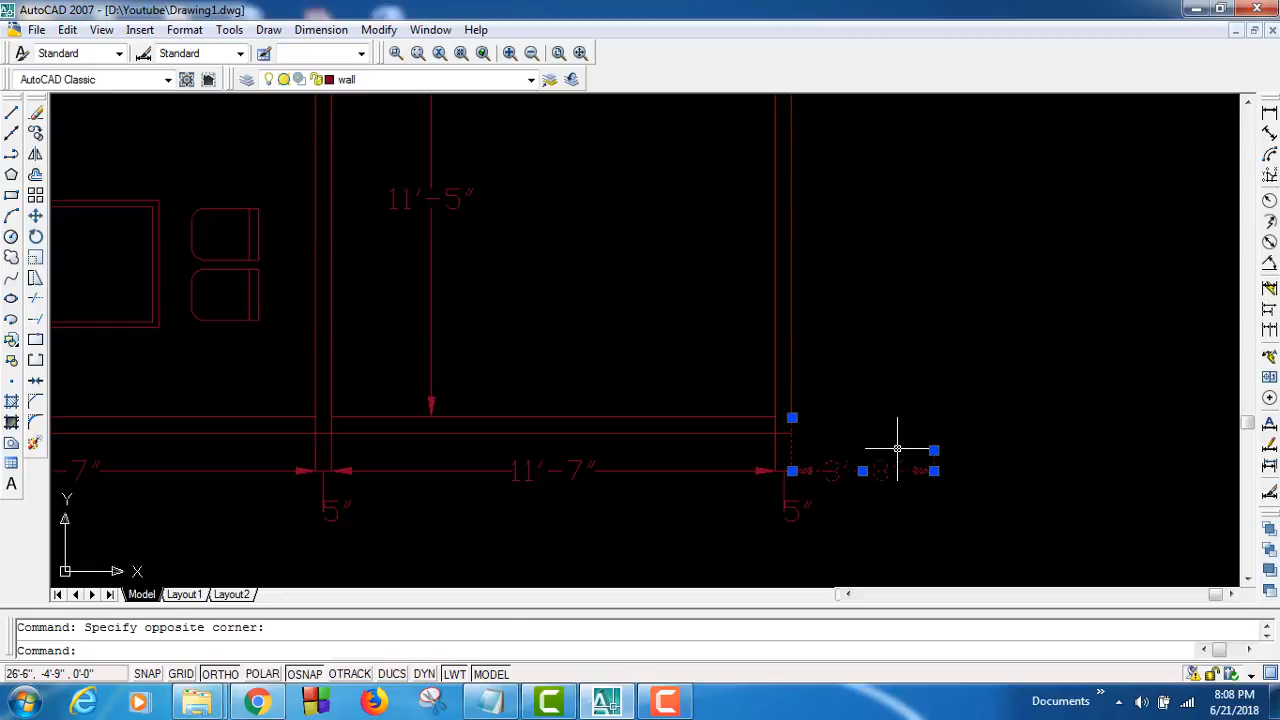 AutoCAD 2007 - [D:\Youtube\Drawing1.dwg]
File Edit View Insert Format Tools Draw Dimension Modify Window Help
Standard Standard
AutoCAD Classic wall
11'-5"
-7" 11'-7" 3'
5" 5"
Y
X
Model Layout1 Layout2
Command: Specify opposite corner:
Command:
26'-6", -4'-9", 0'-0" SNAP GRID ORTHO POLAR OSNAP OTRACK DUCS DYN LWT MODEL
Documents 8:08 PM
6/21/2018